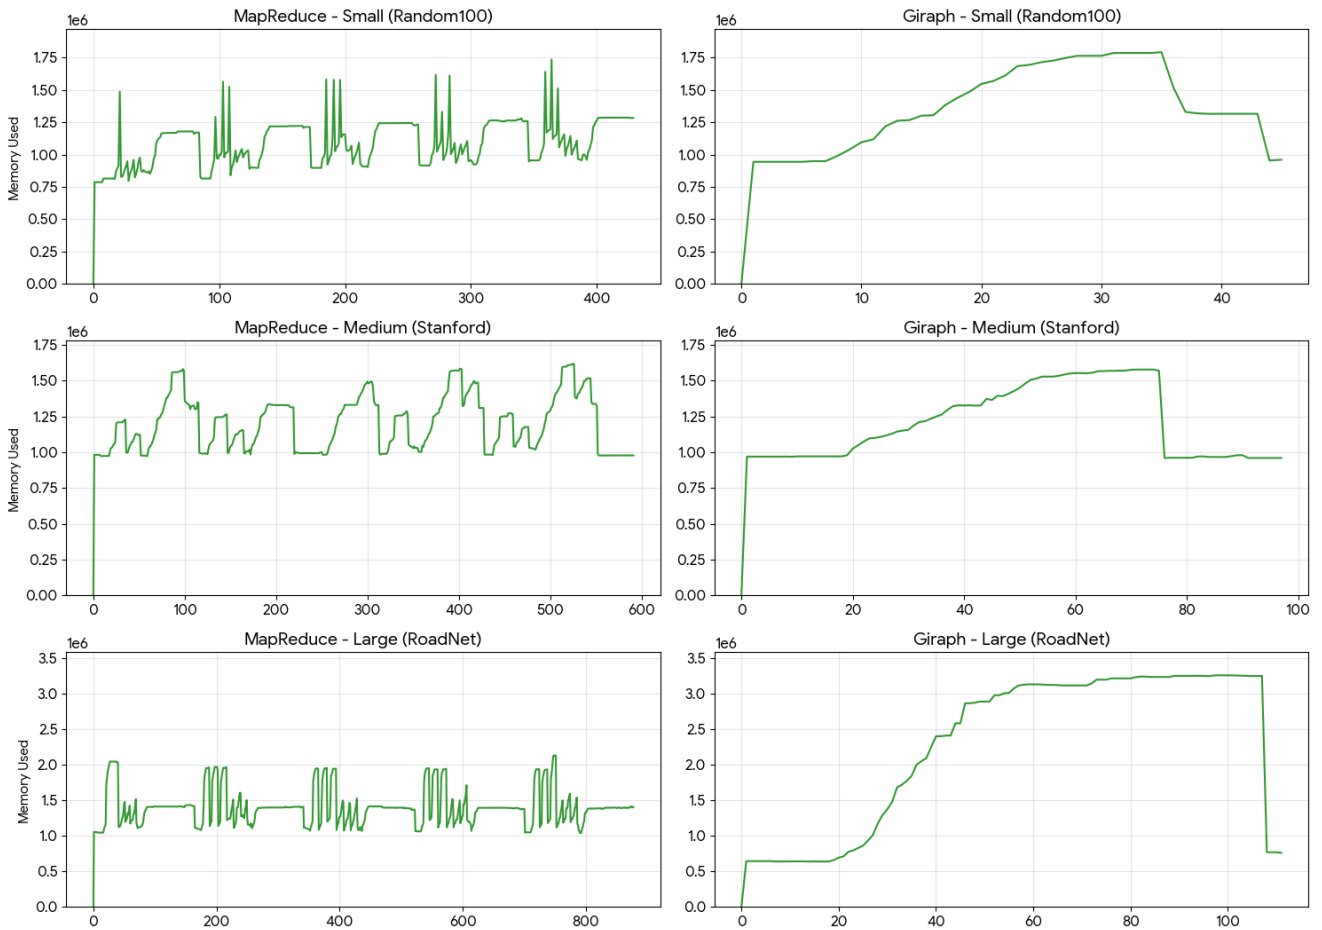 MapReduce - Small (Random100)
1e6
Memory Used
1.75
1.50
1.25
1.00
0.75
0.50
0.25
0.00
0 100 200 300 400
Giraph - Small (Random100)
1e6
1.75
1.50
1.25
1.00
0.75
0.50
0.25
0.00
0 10 20 30 40
MapReduce - Medium (Stanford)
1e6
Memory Used
1.75
1.50
1.25
1.00
0.75
0.50
0.25
0.00
0 100 200 300 400 500 600
Giraph - Medium (Stanford)
1e6
1.75
1.50
1.25
1.00
0.75
0.50
0.25
0.00
0 20 40 60 80 100
MapReduce - Large (RoadNet)
1e6
Memory Used
3.5
3.0
2.5
2.0
1.5
1.0
0.5
0.0
0 200 400 600 800
Giraph - Large (RoadNet)
1e6
3.5
3.0
2.5
2.0
1.5
1.0
0.5
0.0
0 20 40 60 80 100